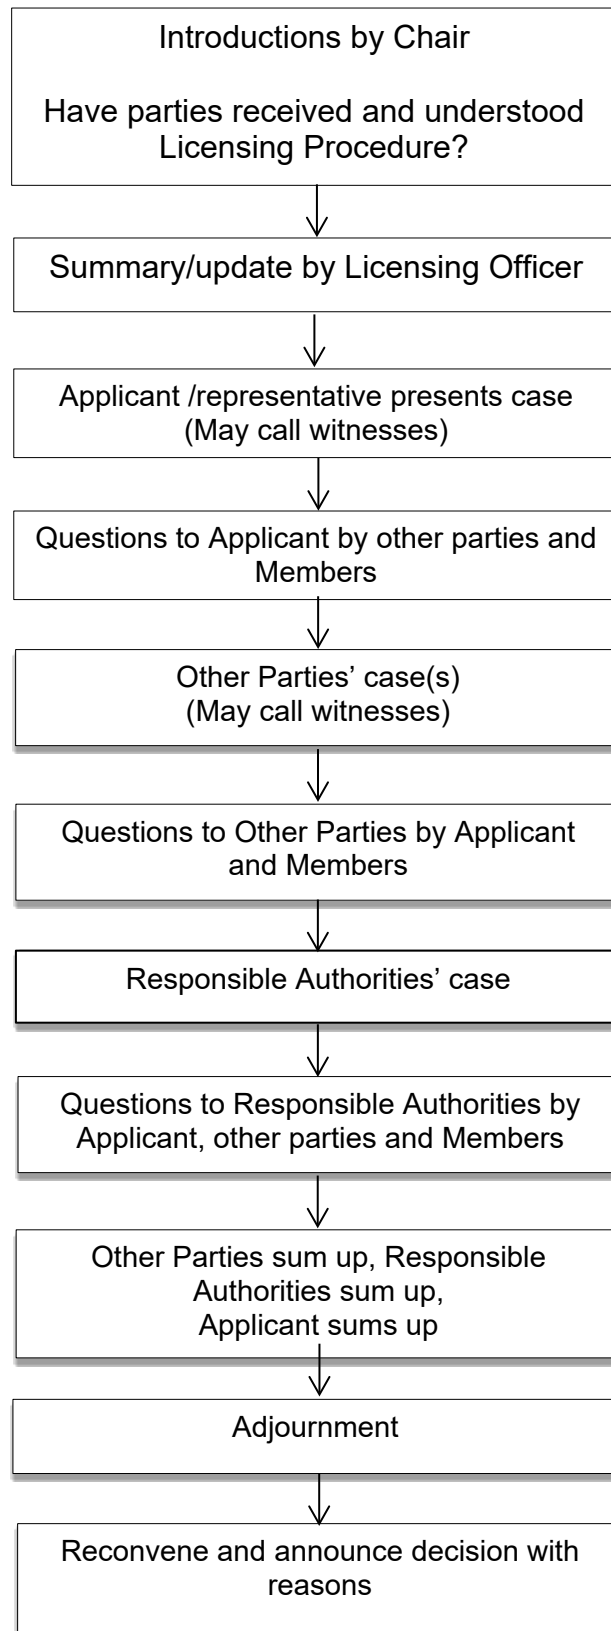 Introductions by Chair
Have parties received and understood
Licensing Procedure?
Summary/update by Licensing Officer
Applicant /representative presents case
(May call witnesses)
Questions to Applicant by other parties and
Members
Other Parties’ case(s)
(May call witnesses)
Questions to Other Parties by Applicant
and Members
Responsible Authorities’ case
Questions to Responsible Authorities by
Applicant, other parties and Members
Other Parties sum up, Responsible
Authorities sum up,
Applicant sums up
Adjournment
Reconvene and announce decision with
reasons